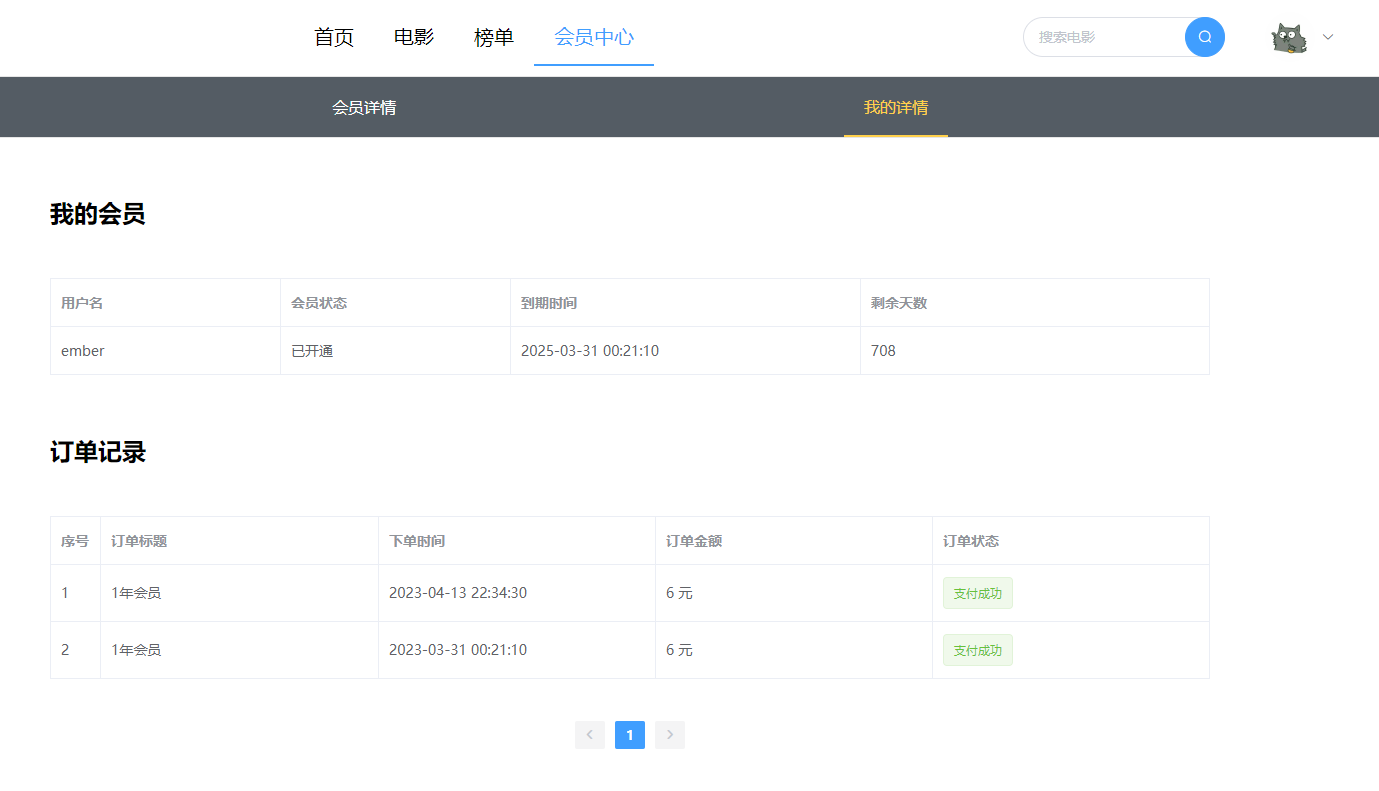 首页 电影 榜单 会员中心 搜索电影
会员详情 我的详情
我的会员
用户名 会员状态 到期时间 剩余天数
ember 已开通 2025-03-31 00:21:10 708
订单记录
序号 订单标题 下单时间 订单金额 订单状态
1 1年会员 2023-04-13 22:34:30 6 元 支付成功
2 1年会员 2023-03-31 00:21:10 6 元 支付成功
1